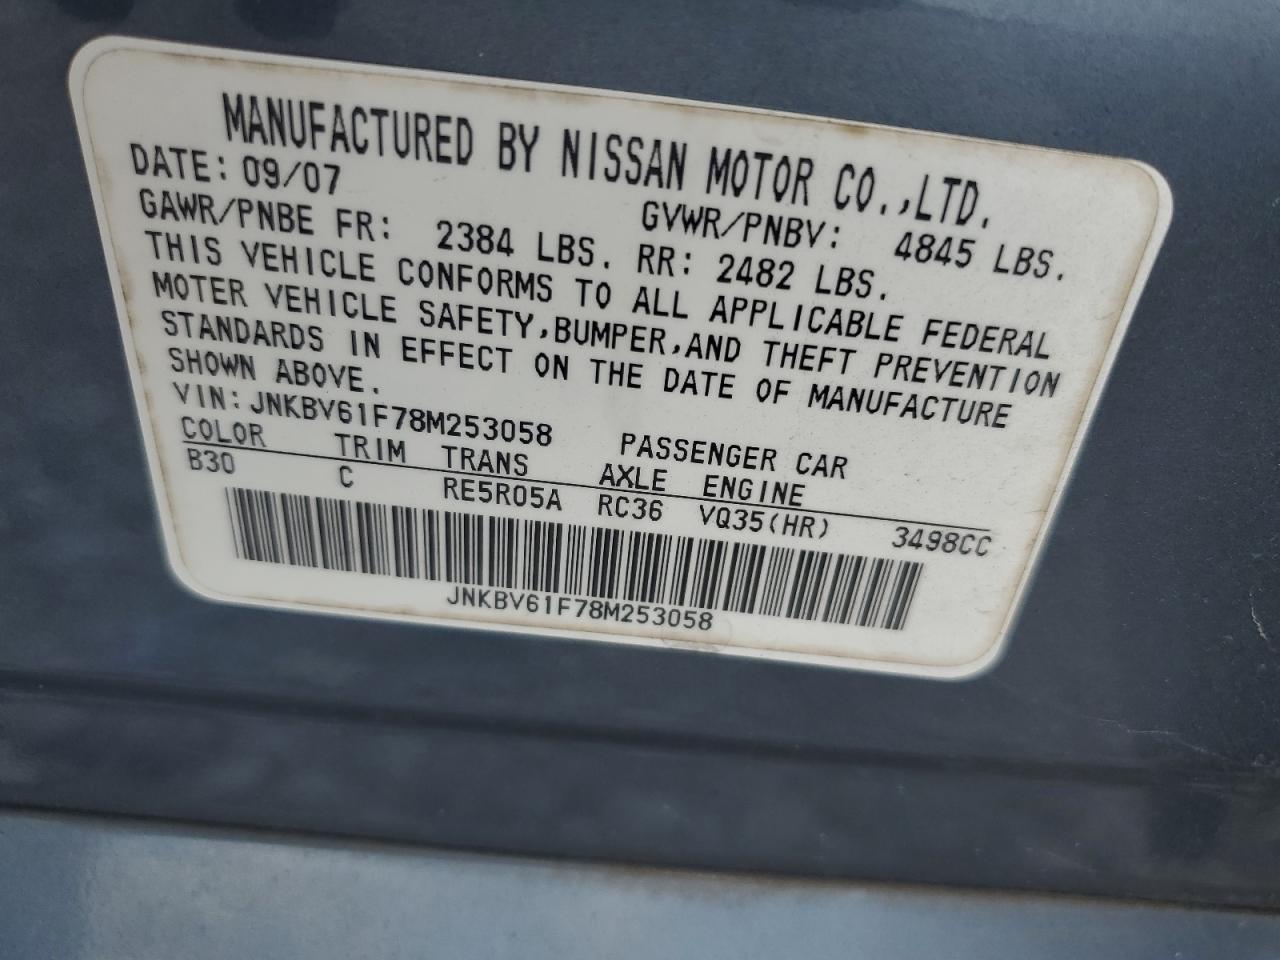 MANUFACTURED BY NISSAN MOTOR CO.,LTD.
DATE: 09/07 GVWR/PNBV: 4845 LBS.
GAWR/PNBE FR: 2384 LBS. RR: 2482 LBS.
THIS VEHICLE CONFORMS TO ALL APPLICABLE FEDERAL
MOTER VEHICLE SAFETY,BUMPER,AND THEFT PREVENTION
STANDARDS IN EFFECT ON THE DATE OF MANUFACTURE
SHOWN ABOVE.
VIN:JNKBV61F78M253058 PASSENGER CAR
COLOR TRIM TRANS AXLE ENGINE
B30 C RE5R05A RC36 VQ35(HR) 3498CC
JNKBV61F78M253058